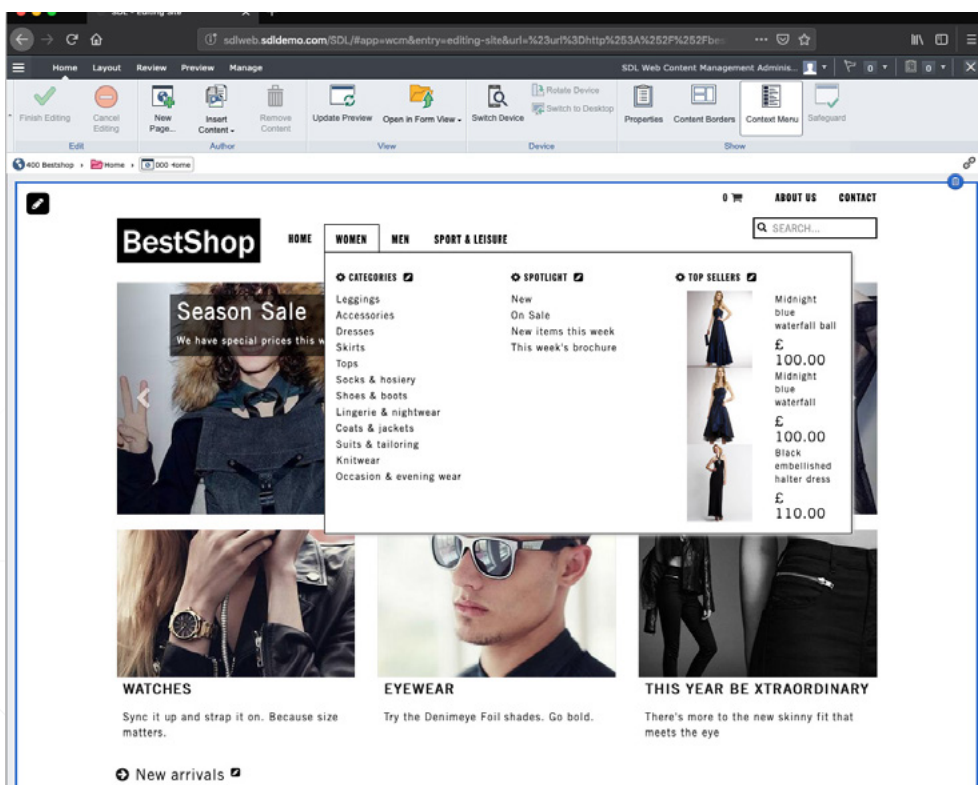 SDL - Editing Site
sdlweb.sdldemo.com/SDL/#app=wcm&entry=editing-site&url=%23url%3Dhttp%253A%252F%252Fbes
Home Layout Review Preview Manage SDL Web Content Management Adminis... 0 0
Finish Editing
Cancel Editing
New Page...
Insert Content
Remove Content
Update Preview
Open in Form View
Switch Device
Rotate Device
Switch to Desktop
Properties
Content Borders
Context Menu
Safeguard
Edit Author View Device Show
400 Bestshop Home 000 Home
0 ABOUT US CONTACT
BestShop HOME WOMEN MEN SPORT & LEISURE SEARCH...
CATEGORIES
Leggings
Accessories
Dresses
Skirts
Tops
Socks & hosiery
Shoes & boots
Lingerie & nightwear
Coats & jackets
Suits & tailoring
Knitwear
Occasion & evening wear
SPOTLIGHT
New
On Sale
New items this week
This week's brochure
TOP SELLERS
Midnight
blue
waterfall ball
£
100.00
Midnight
blue
waterfall
£
100.00
Black
embellished
halter dress
£
110.00
Season Sale
We have special prices this w
WATCHES
Sync it up and strap it on. Because size
matters.
EYEWEAR
Try the Denimeye Foil shades. Go bold.
THIS YEAR BE XTRAORDINARY
There's more to the new skinny fit that
meets the eye
New arrivals